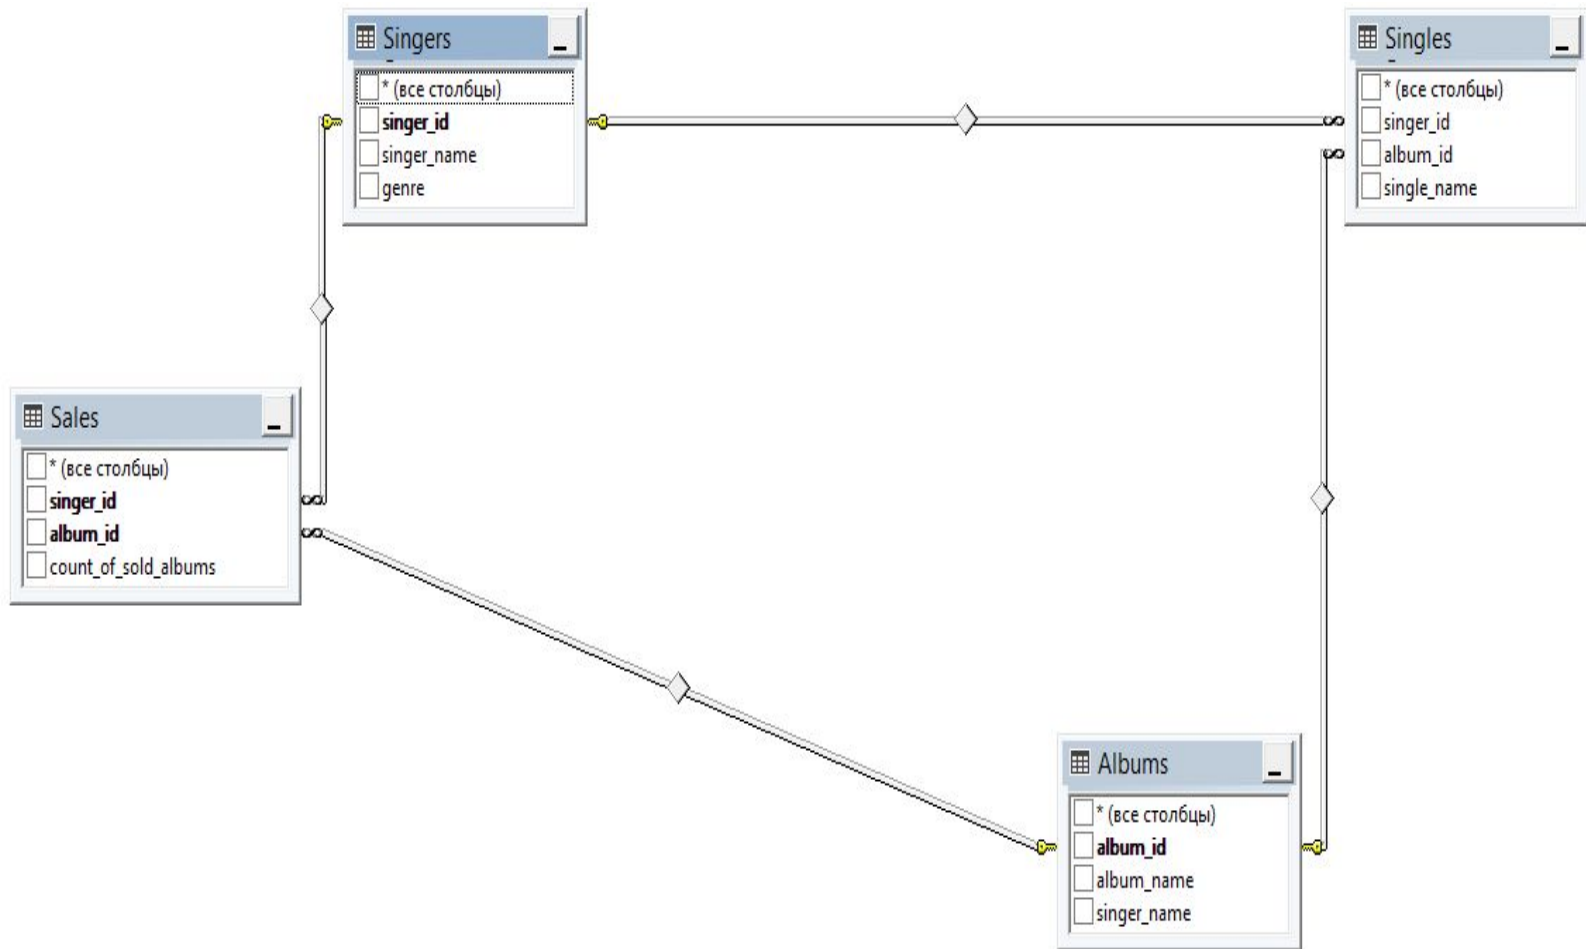 Singers
* (все столбцы)
singer_id
singer_name
genre
Singles
* (все столбцы)
singer_id
album_id
single_name
Sales
* (все столбцы)
singer_id
album_id
count_of_sold_albums
Albums
* (все столбцы)
album_id
album_name
singer_name